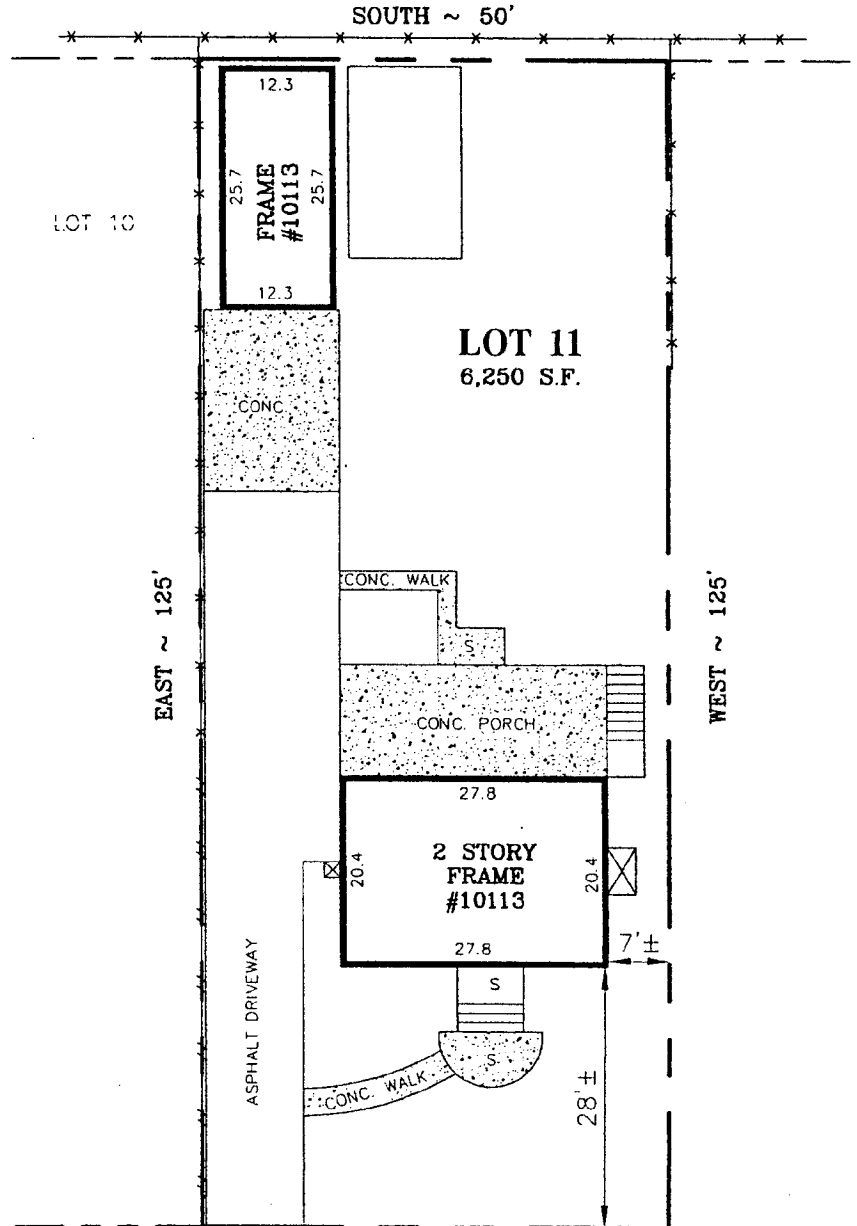 SOUTH ~ 50'
12.3
25.7
FRAME
#10113
25.7
12.3
LOT 10
LOT 11
6,250 S.F.
CONC
CONC. WALK
S
EAST ~ 125'
WEST ~ 125'
CONC. PORCH
27.8
20.4
2 STORY
FRAME
#10113
20.4
27.8
7'±
S
S
ASPHALT DRIVEWAY
CONC. WALK
28'±